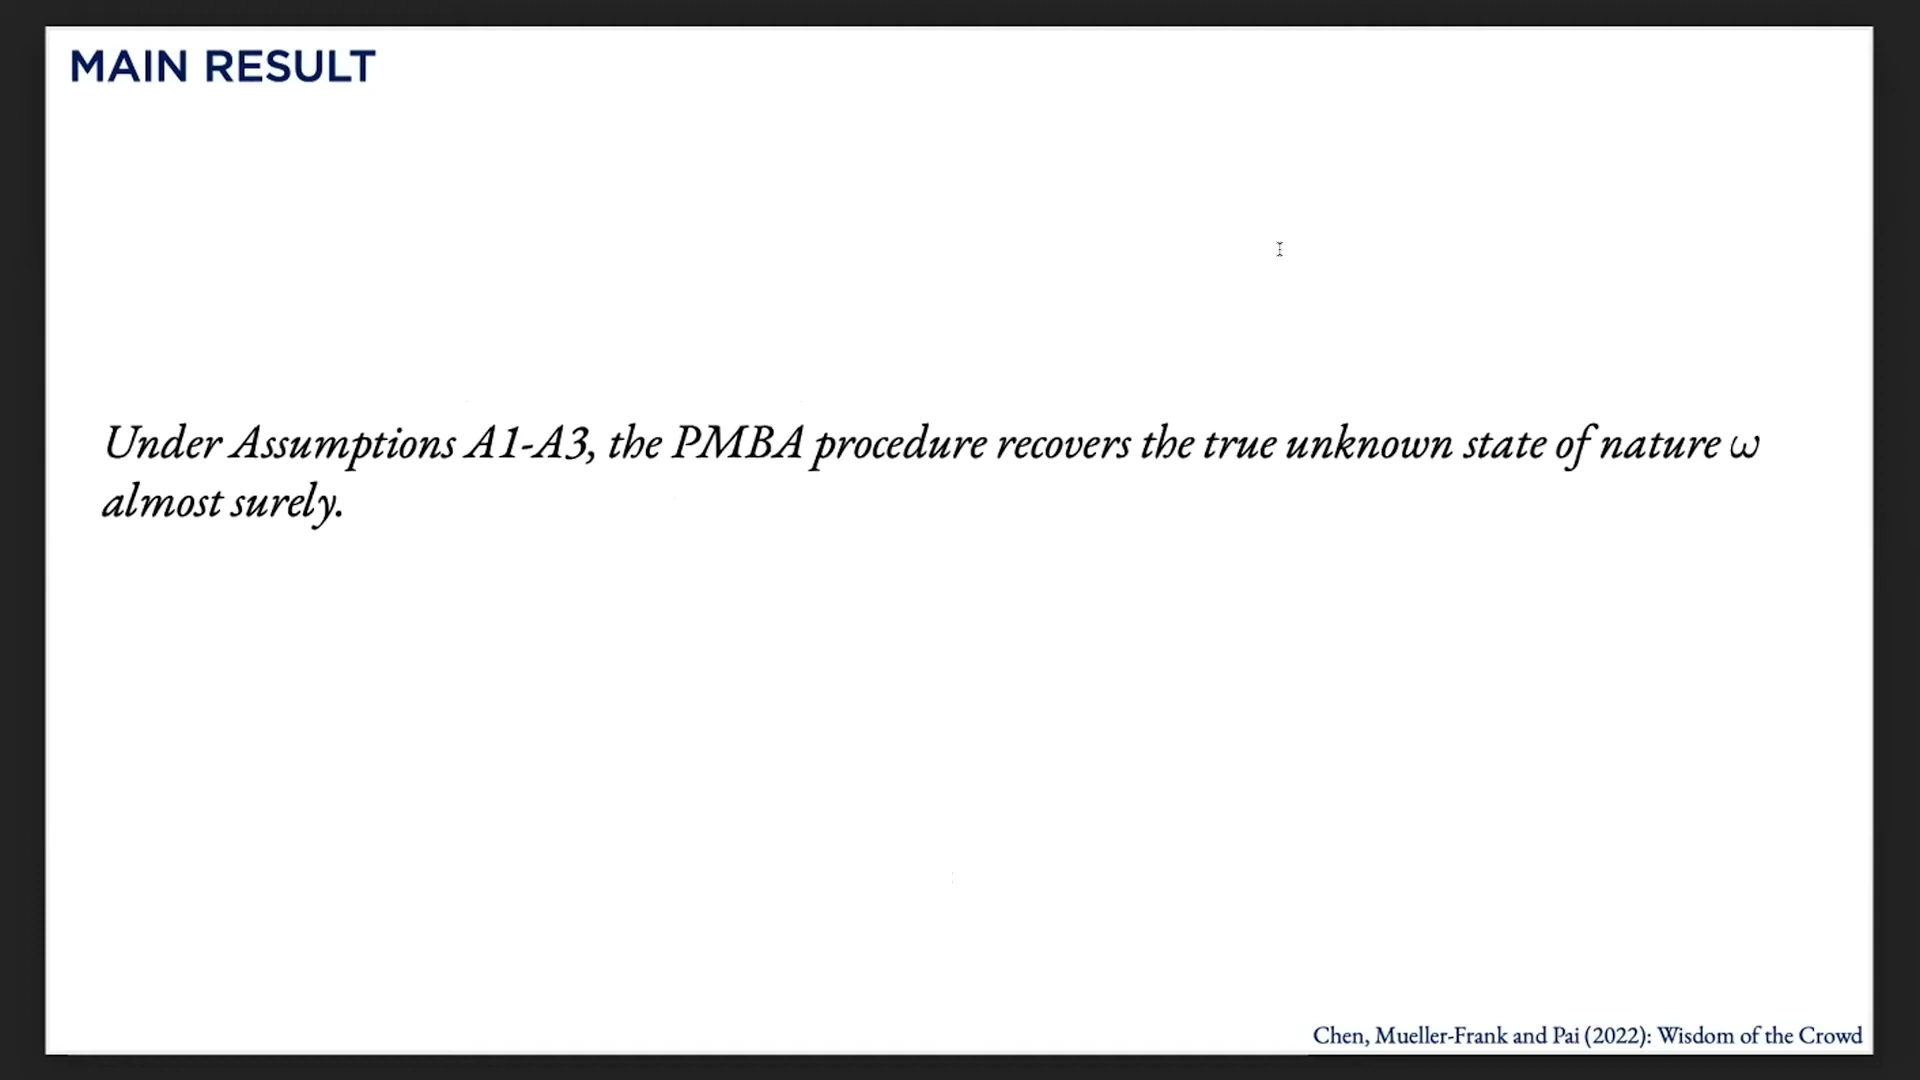 MAIN RESULT
Under Assumptions A1-A3, the PMBA procedure recovers the true unknown state of nature ω
almost surely.
Chen, Mueller-Frank and Pai (2022): Wisdom of the Crowd